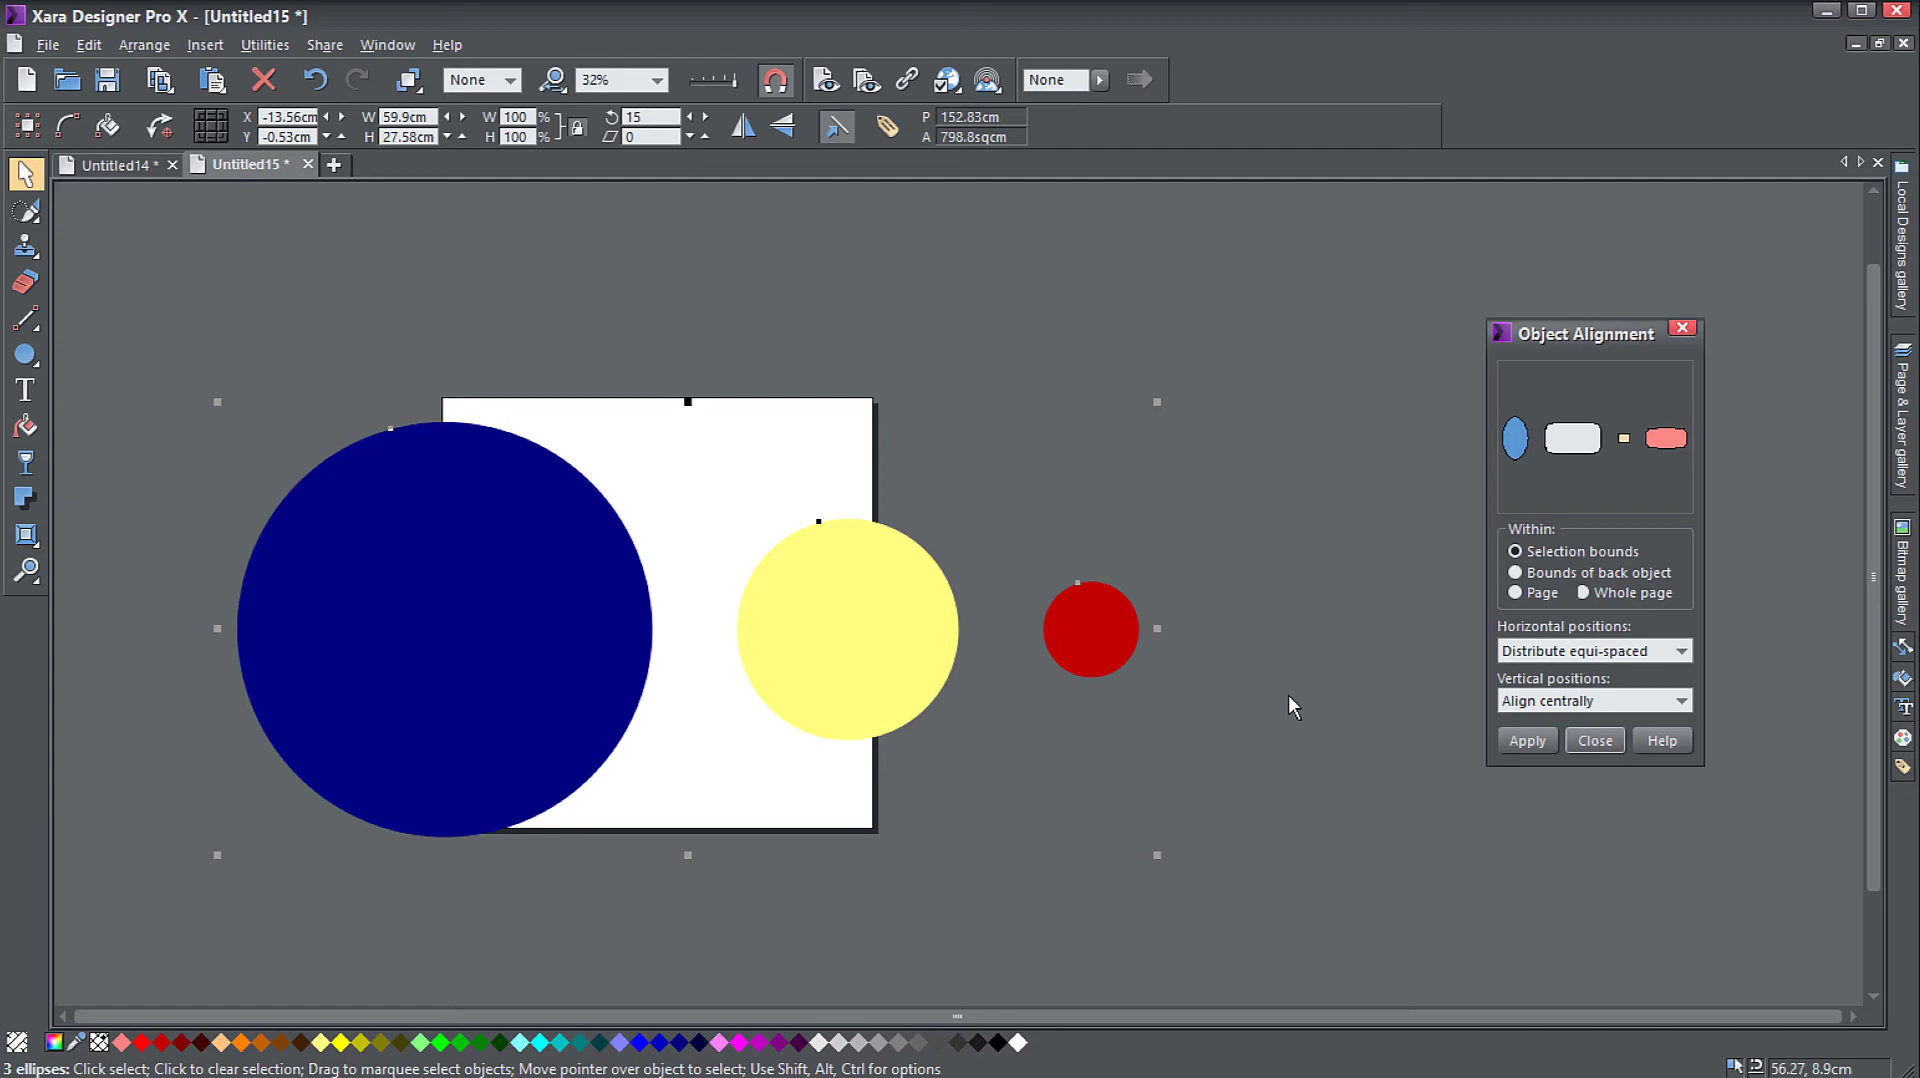 Xara Designer Pro X - [Untitled15 *]
File Edit Arrange Insert Utilities Share Window Help
None 32% None
X -13.56cm W 59.9cm W 100 % 15 P 152.83cm
Y -0.53cm H 27.58cm H 100 % 0 A 798.8sqcm
Untitled14 * Untitled15 *
Local Designs gallery
Page & Layer gallery
Bitmap gallery
Object Alignment
Within:
Selection bounds
Bounds of back object
Page Whole page
Horizontal positions:
Distribute equi-spaced
Vertical positions:
Align centrally
Apply Close Help
3 ellipses: Click select; Click to clear selection; Drag to marquee select objects; Move pointer over object to select; Use Shift, Alt, Ctrl for options
56.27, 8.9cm